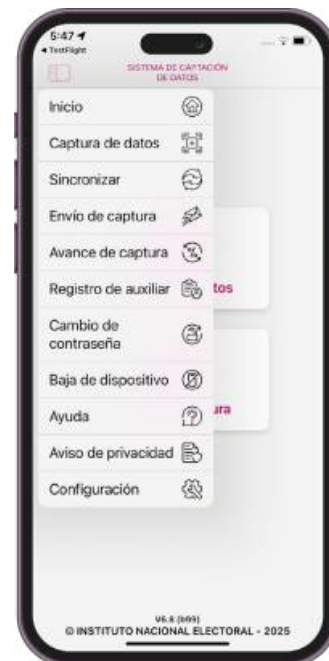 5:47
TestFlight
SISTEMA DE CAPTACIÓN
DE DATOS
Inicio
Captura de datos
Sincronizar
Envío de captura
Avance de captura
Registro de auxiliar
tos
Cambio de
contraseña
Baja de dispositivo
Ayuda
ura
Aviso de privacidad
Configuración
V6.8 (b99)
© INSTITUTO NACIONAL ELECTORAL - 2025